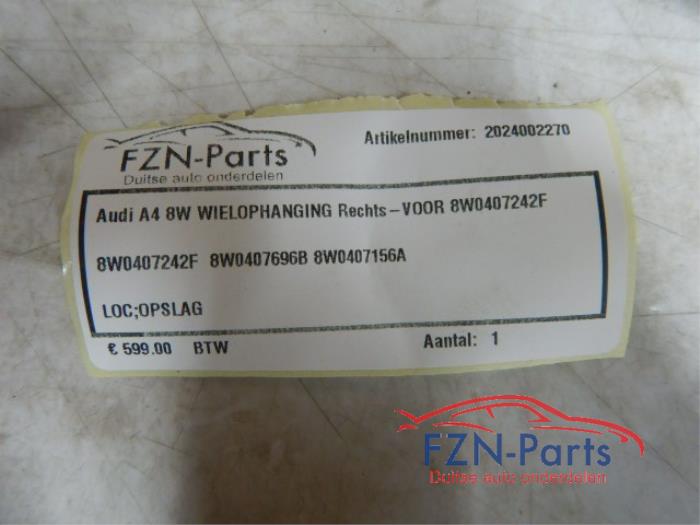 FZN-Parts
Duitse auto onderdelen
Artikelnummer: 2024002270
Audi A4 8W WIELOPHANGING Rechts-VOOR 8W0407242F
8W0407242F 8W0407696B 8W0407156A
LOC;OPSLAG
€ 599.00 BTW
Aantal: 1
FZN-Parts
Duitse auto onderdelen